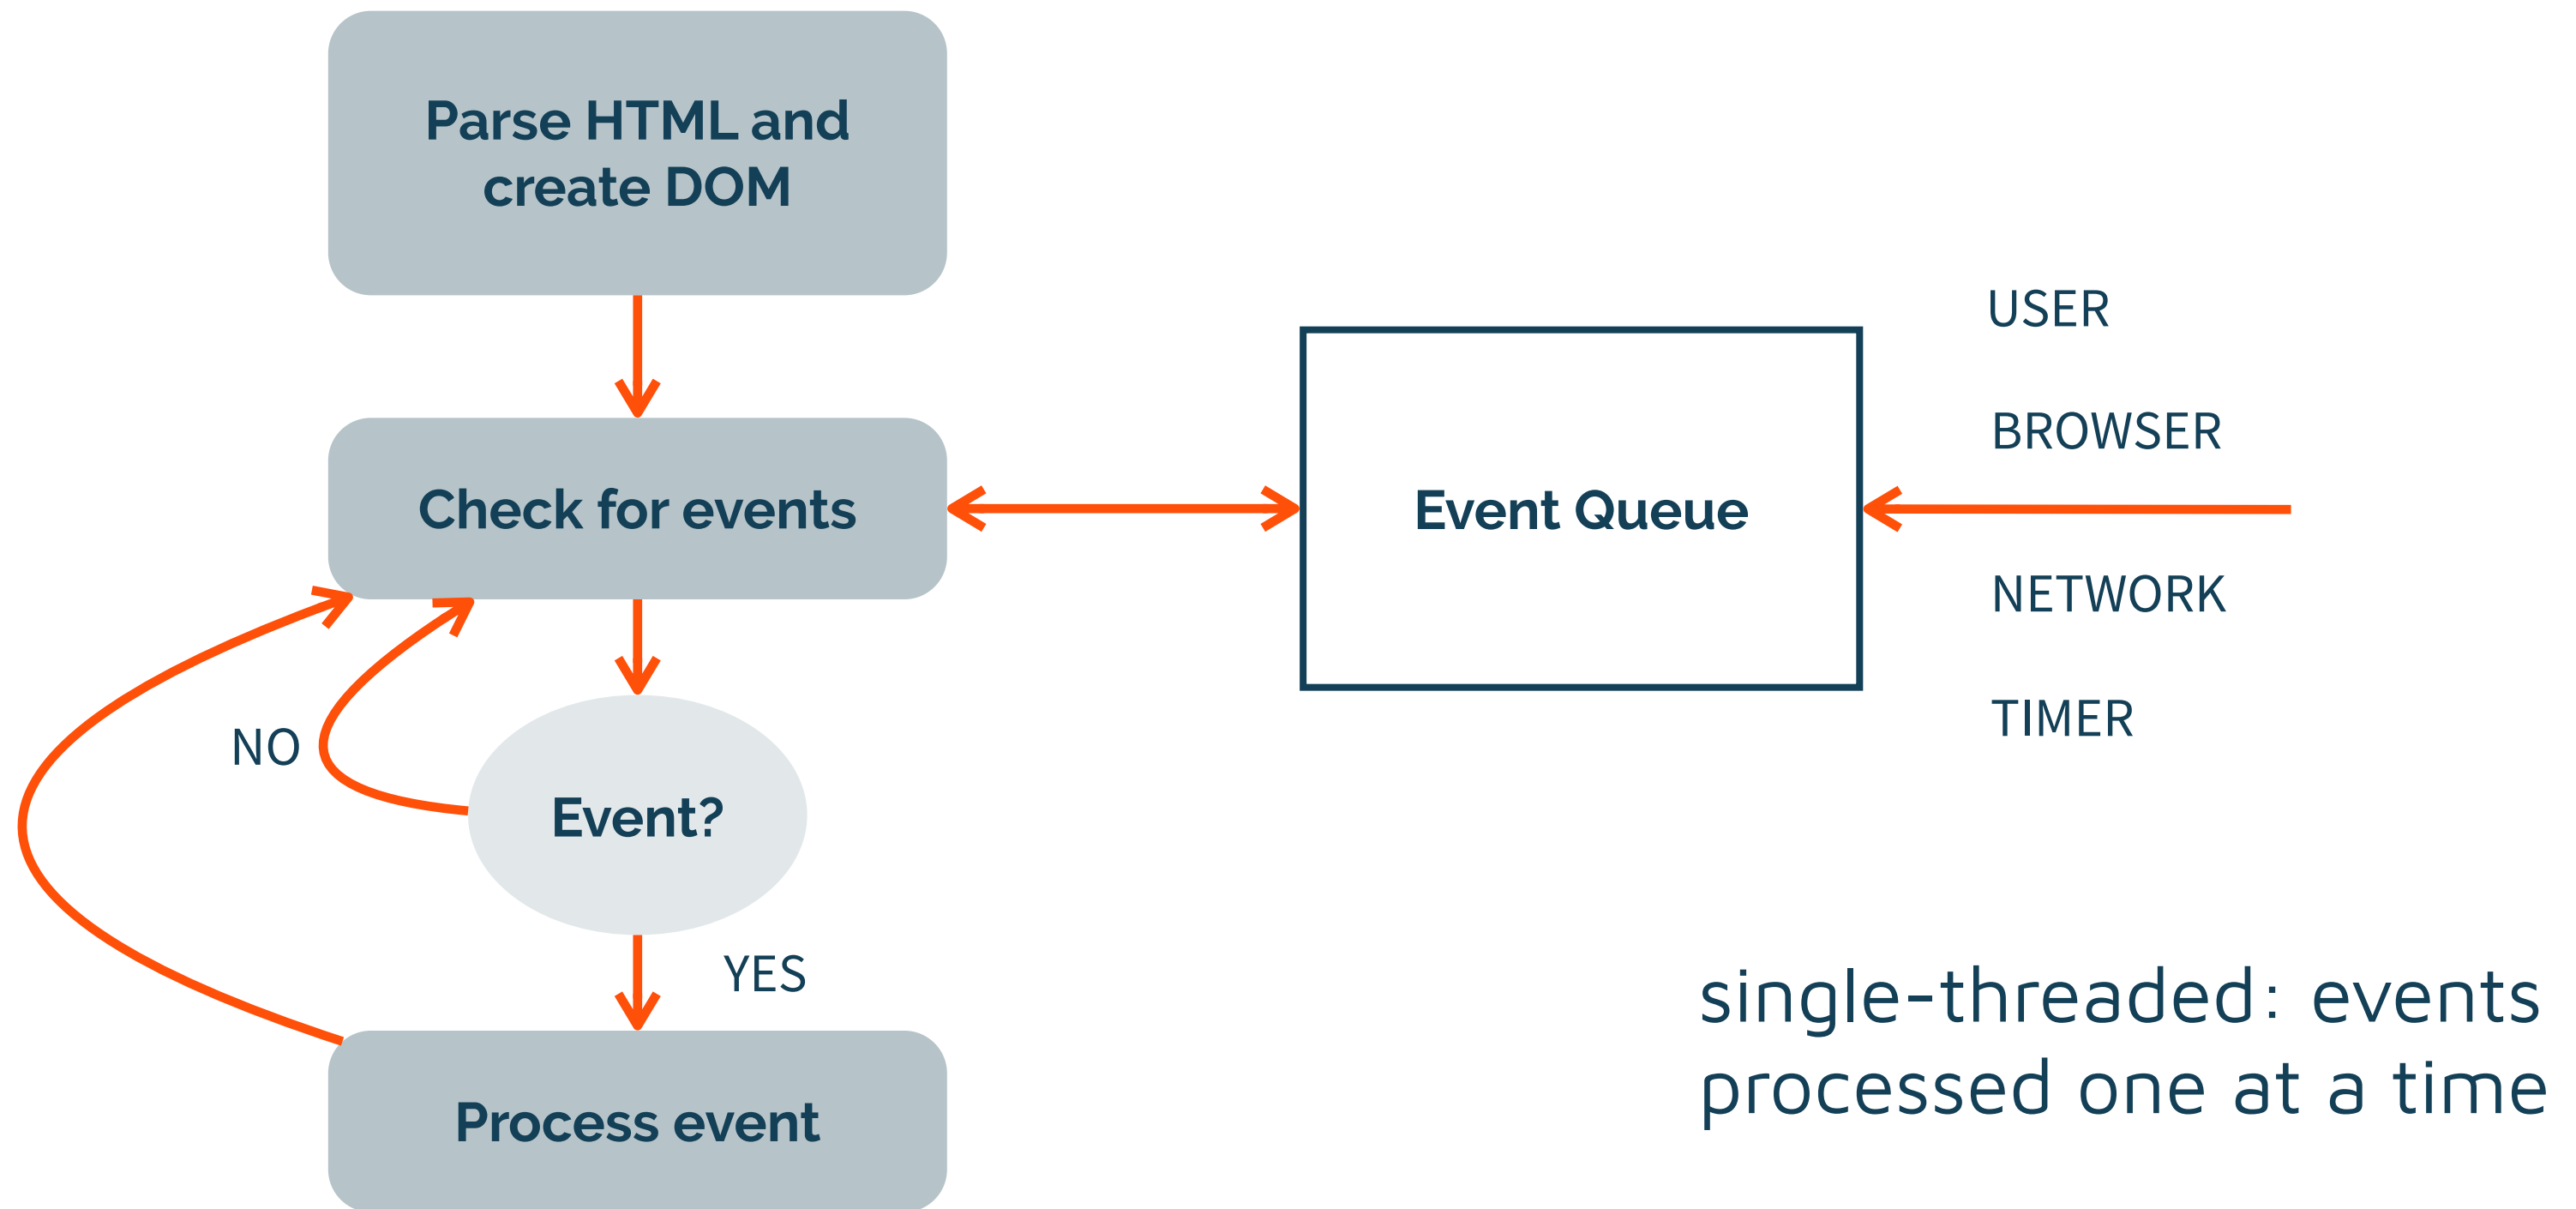 Parse HTML and
create DOM
Check for events
Event Queue
USER
BROWSER
NETWORK
TIMER
NO
Event?
YES
Process event
single-threaded: events
processed one at a time